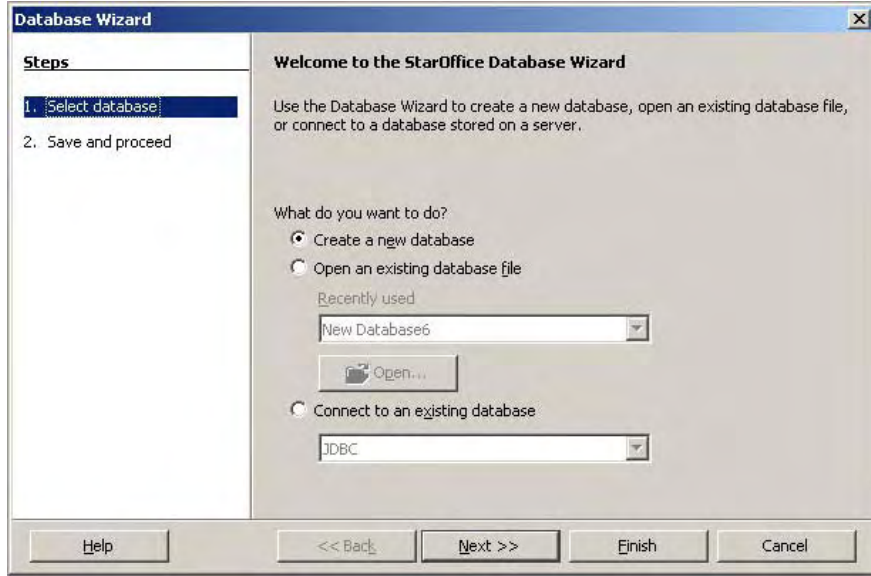 Database Wizard
Steps
1. Select database
2. Save and proceed
Welcome to the StarOffice Database Wizard
Use the Database Wizard to create a new database, open an existing database file,
or connect to a database stored on a server.
What do you want to do?
Create a new database
Open an existing database file
Recently used
New Database6
Open...
Connect to an existing database
JDBC
Help
<< Back
Next >>
Finish
Cancel